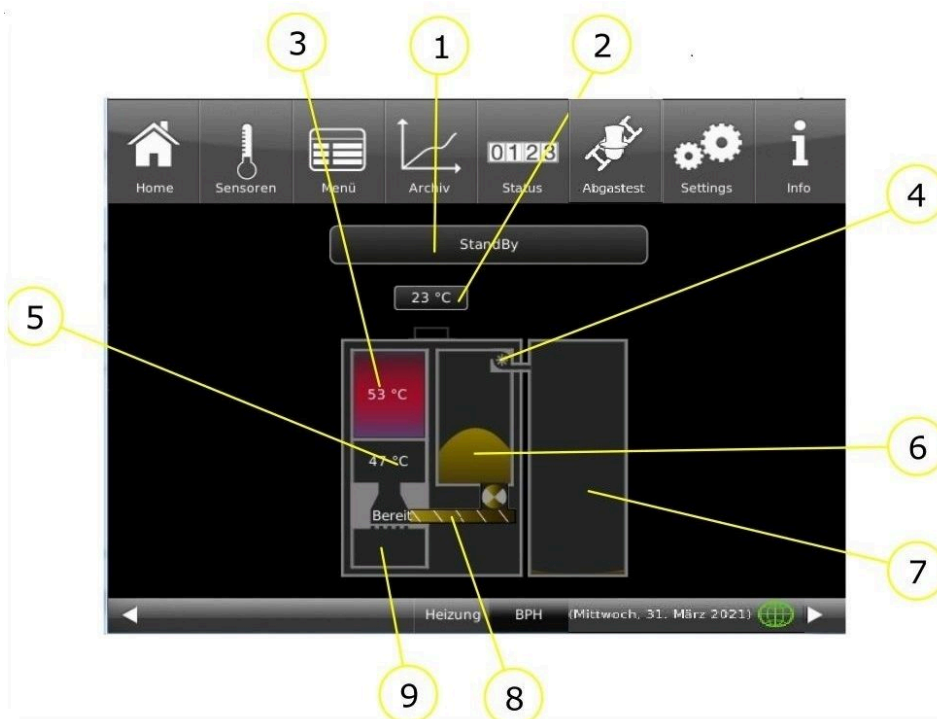 3
1
2
0123
Home
Sensoren
Menü
Archiv
Status
Abgastest
Settings
i
Info
4
StandBy
23 °C
5
53 °C
47 °C
6
Bereit
7
Heizung
BPH
(Mittwoch, 31. März 2021)
9
8